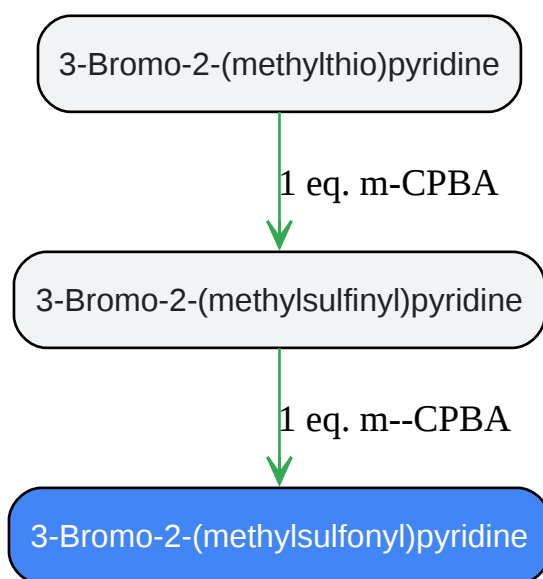 3-Bromo-2-(methylthio)pyridine
1 eq. m-CPBA
3-Bromo-2-(methylsulfinyl)pyridine
1 eq. m--CPBA
3-Bromo-2-(methylsulfonyl)pyridine